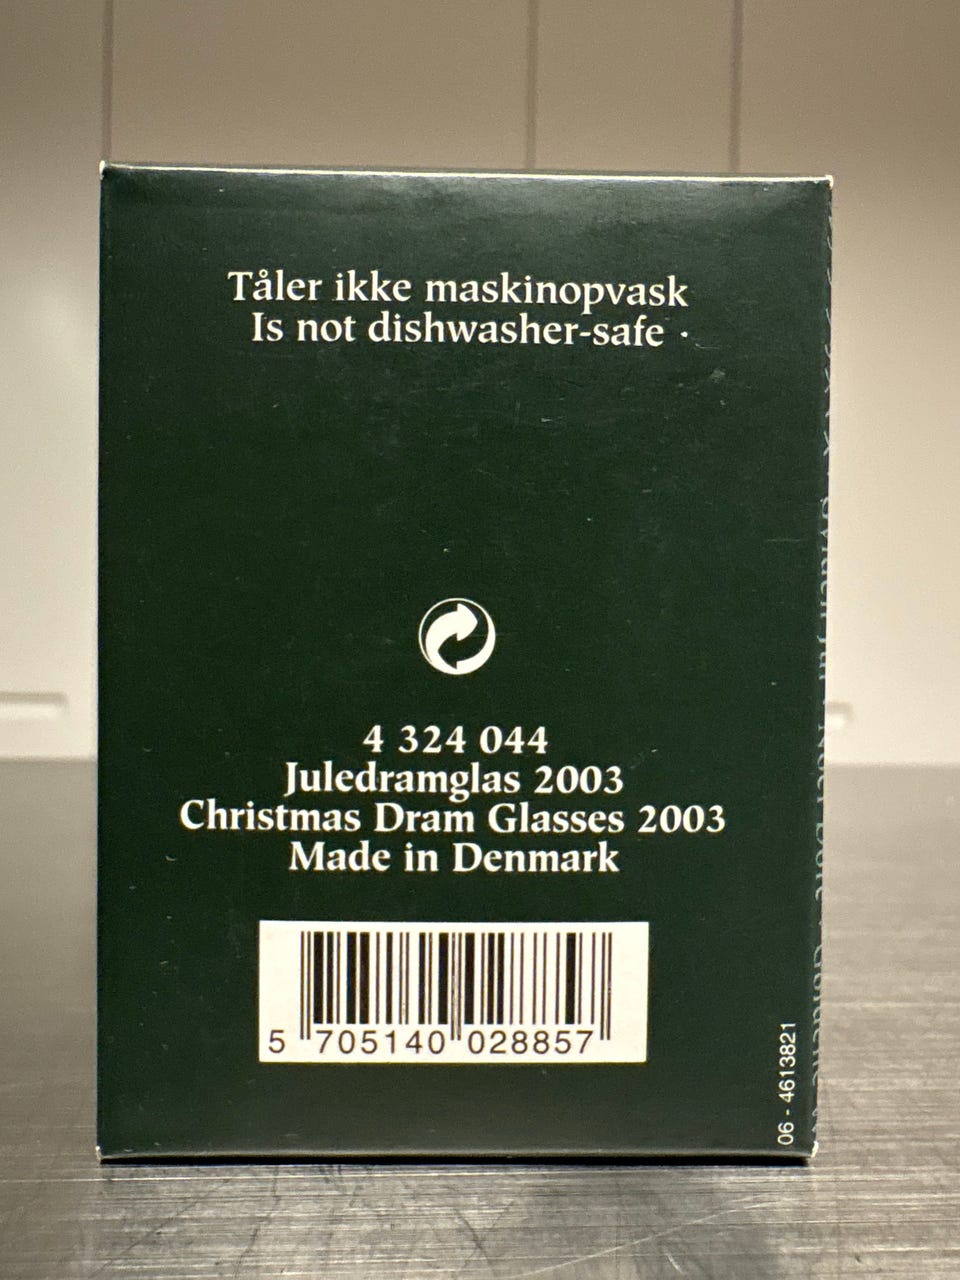 Tåler ikke maskinopvask
Is not dishwasher-safe ·
4 324 044
Juledramglas 2003
Christmas Dram Glasses 2003
Made in Denmark
5 705140 028857
06 - 4613821